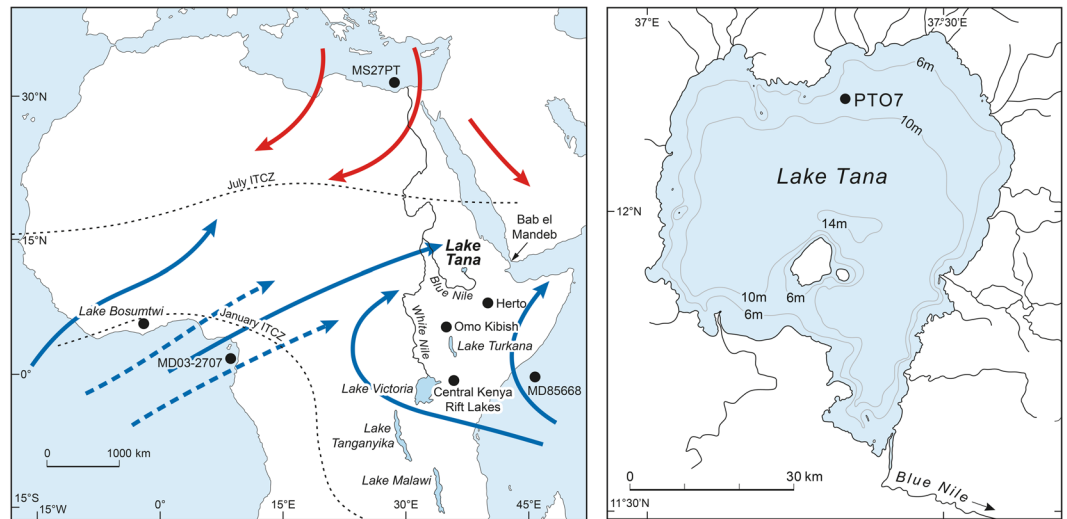 MS27PT
30°N
July ITCZ
15°N
Bab el
Mandeb
Lake
Tana
Blue Nile
Herto
Lake Bosumtwi
January ITCZ
White Nile
Omo Kibish
Lake Turkana
MD03-2707
0°
Lake Victoria
Central Kenya
Rift Lakes
MD85668
Lake
Tanganyika
0 1000 km
Lake Malawi
15°S
15°W
0°
15°E
30°E
45°E
37°E
37°30'E
6m
PTO7
10m
Lake Tana
12°N
14m
10m
6m
6m
0 30 km
Blue Nile
11°30'N